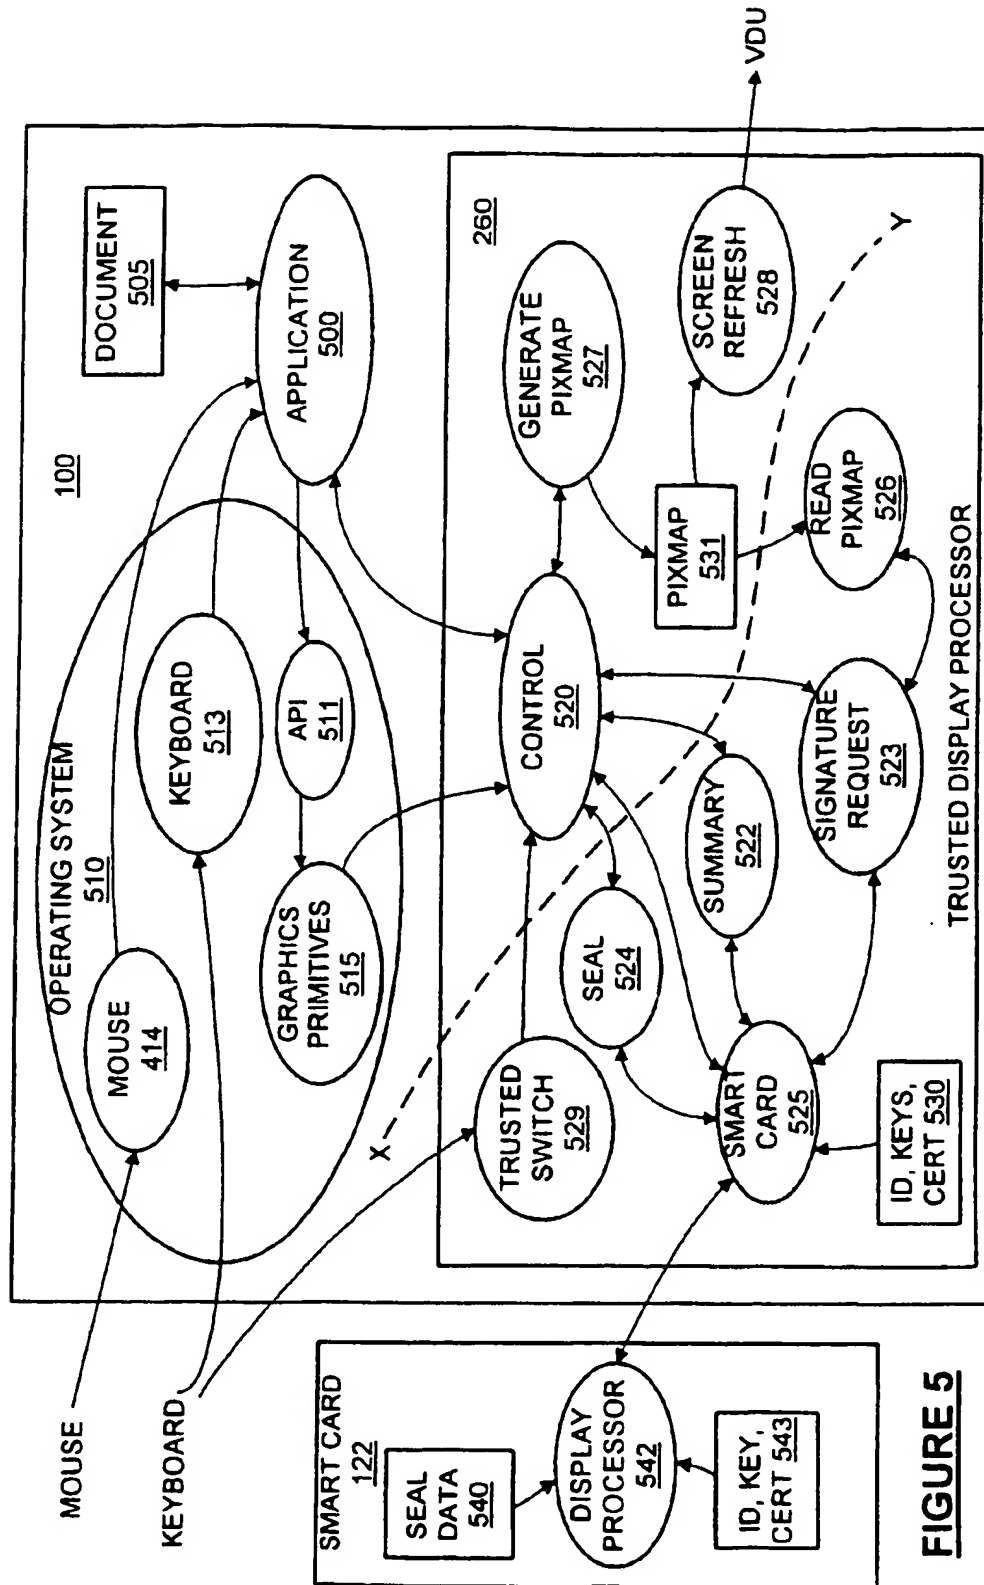 MOUSE
KEYBOARD
OPERATING SYSTEM
510
MOUSE
414
KEYBOARD
513
API
511
GRAPHICS
PRIMITIVES
515
100
DOCUMENT
505
APPLICATION
500
SMART CARD
122
SEAL
DATA
540
DISPLAY
PROCESSOR
542
ID, KEY,
CERT 543
X
260
TRUSTED
SWITCH
529
CONTROL
520
GENERATE
PIXMAP
527
SEAL
524
PIXMAP
531
SCREEN
REFRESH
528
VDU
SMART
CARD
525
SUMMARY
522
SIGNATURE
REQUEST
523
READ
PIXMAP
526
Y
ID, KEYS,
CERT 530
TRUSTED DISPLAY PROCESSOR
FIGURE 5